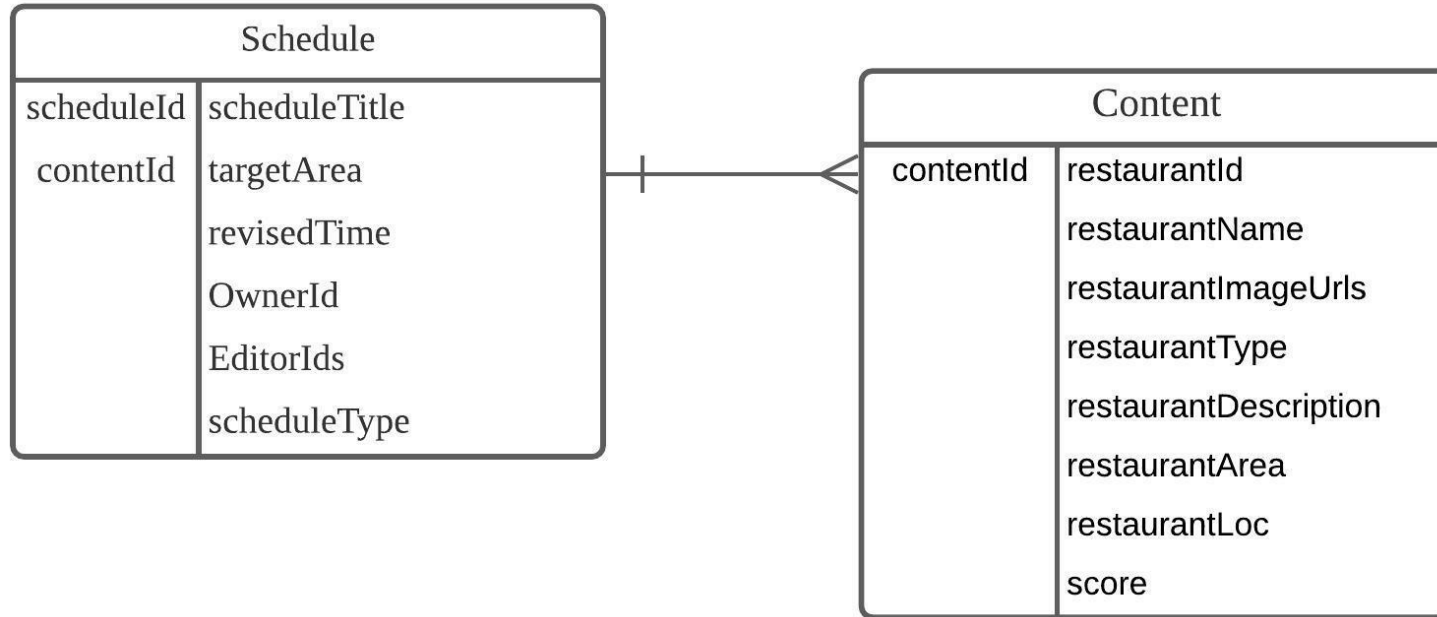 Schedule
scheduleId scheduleTitle
contentId targetArea
revisedTime
OwnerId
EditorIds
scheduleType
Content
contentId restaurantId
restaurantName
restaurantImageUrls
restaurantType
restaurantDescription
restaurantArea
restaurantLoc
score